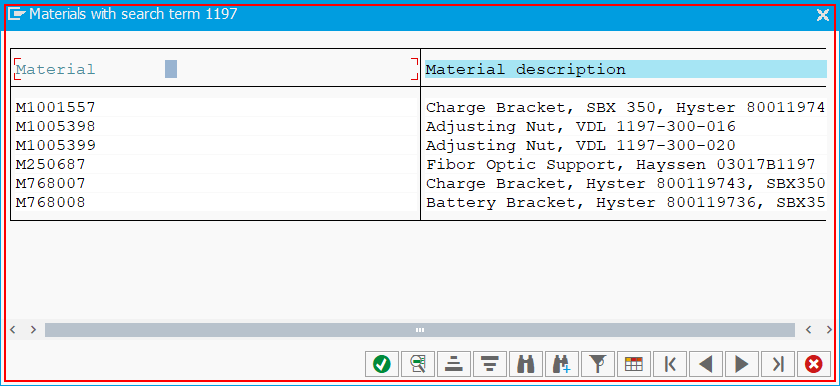 Materials with search term 1197
Material Material description
M1001557 Charge Bracket, SBX 350, Hyster 80011974
M1005398 Adjusting Nut, VDL 1197-300-016
M1005399 Adjusting Nut, VDL 1197-300-020
M250687 Fibor Optic Support, Hayssen 03017B1197
M768007 Charge Bracket, Hyster 800119743, SBX350
M768008 Battery Bracket, Hyster 800119736, SBX35